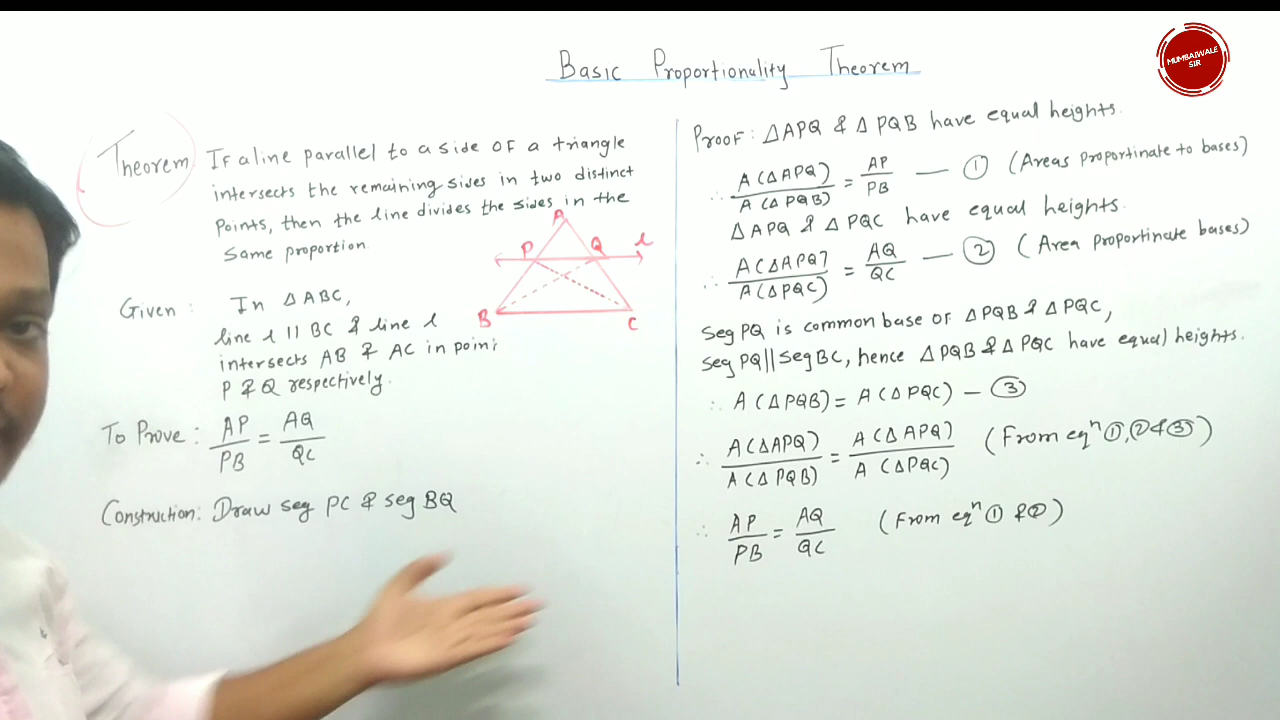 Basic Proportionality Theorem
MUMBAIWALE
SIR
Theorem If a line parallel to a side of a triangle
intersects the remaining sides in two distinct
points, then the line divides the sides in the
same proportion.
A
P Q l
B C
Given: In △ABC,
line l || BC & line l
intersects AB & AC in poin
P & Q respectively.
To Prove: AP/PB = AQ/QC
Construction: Draw seg PC & seg BQ
Proof: △APQ & △PQB have equal heights.
∴ A(△APQ)/A(△PQB) = AP/PB — ① (Areas proportinate to bases)
△APQ & △PQC have equal heights.
∴ A(△APQ)/A(△PQC) = AQ/QC — ② (Area proportincate bases)
seg PQ is common base of △PQB & △PQC,
seg PQ || seg BC, hence △PQB & △PQC have equal heights.
∴ A(△PQB) = A(△PQC) — ③
∴ A(△APQ)/A(△PQB) = A(△APQ)/A(△PQC) (From eqⁿ ①,② & ③)
∴ AP/PB = AQ/QC (From eqⁿ ① & ②)